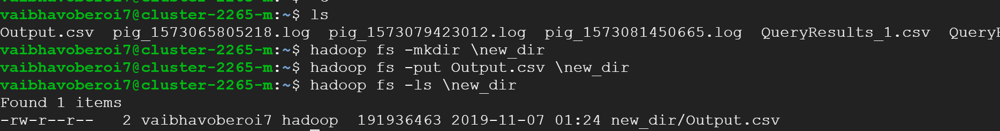 vaibhavoberoi7@cluster-2265-m:~$ ls
Output.csv  pig_1573065805218.log  pig_1573079423012.log  pig_1573081450665.log  QueryResults_1.csv
vaibhavoberoi7@cluster-2265-m:~$ hadoop fs -mkdir \new_dir
vaibhavoberoi7@cluster-2265-m:~$ hadoop fs -put Output.csv \new_dir
vaibhavoberoi7@cluster-2265-m:~$ hadoop fs -ls \new_dir
Found 1 items
-rw-r--r--   2 vaibhavoberoi7 hadoop  191936463 2019-11-07 01:24 new_dir/Output.csv